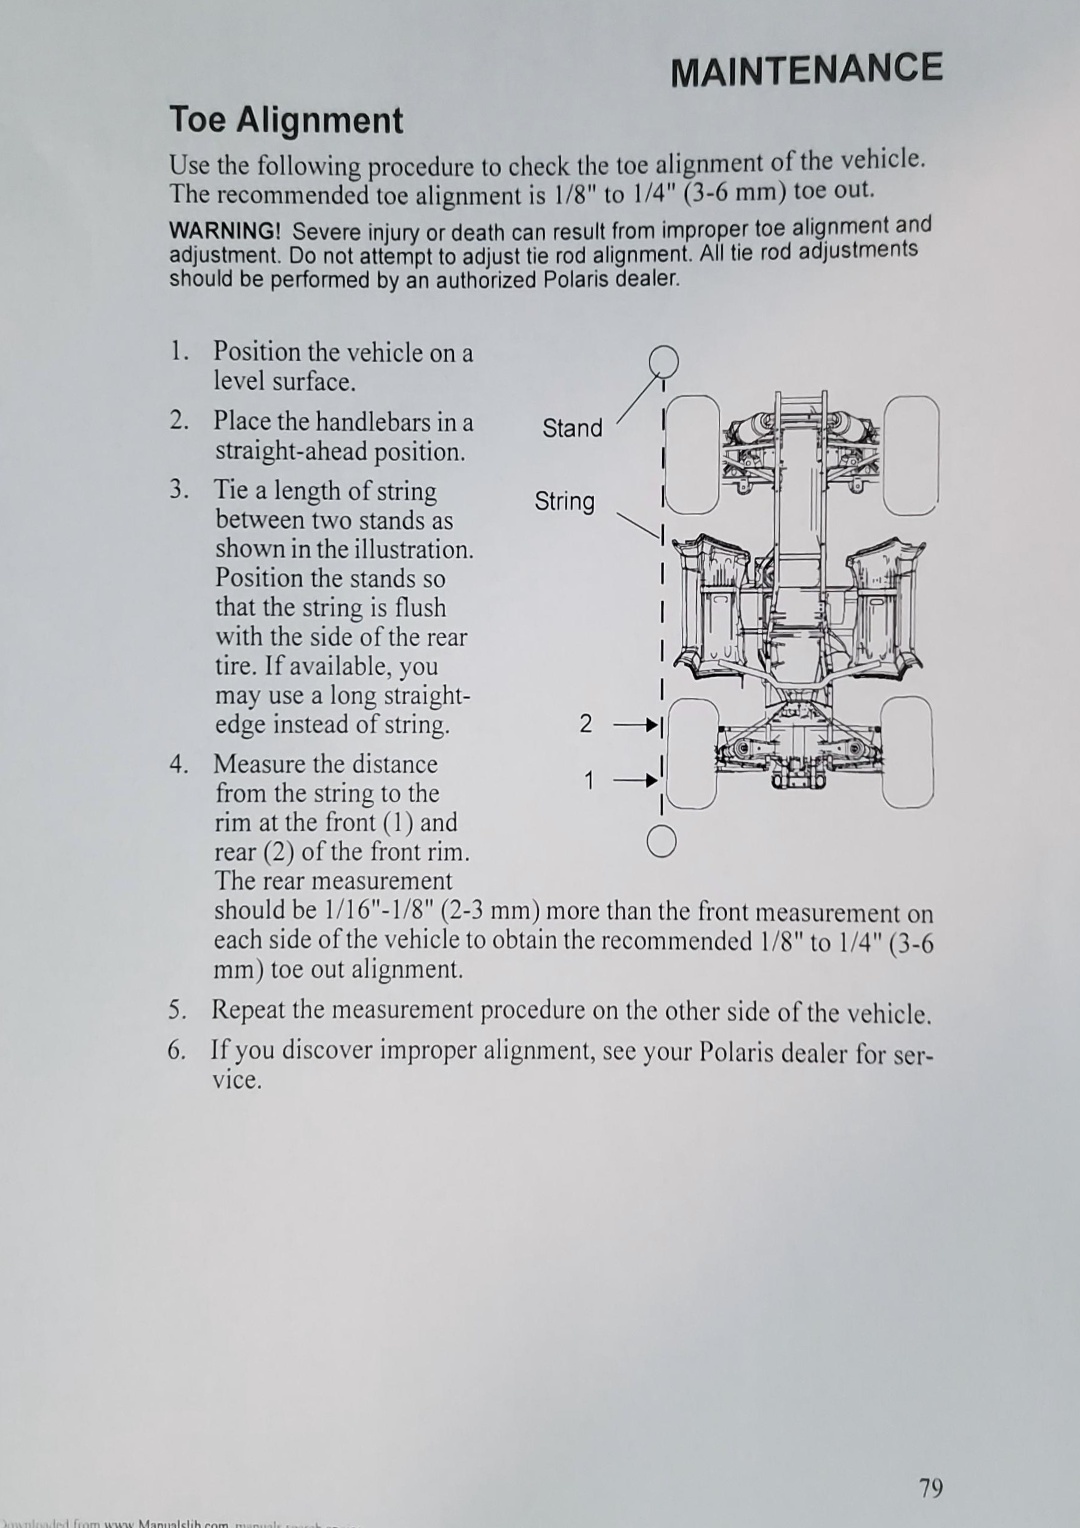 MAINTENANCE
Toe Alignment
Use the following procedure to check the toe alignment of the vehicle.
The recommended toe alignment is 1/8" to 1/4" (3-6 mm) toe out.
WARNING! Severe injury or death can result from improper toe alignment and
adjustment. Do not attempt to adjust tie rod alignment. All tie rod adjustments
should be performed by an authorized Polaris dealer.
1. Position the vehicle on a
level surface.
2. Place the handlebars in a
straight-ahead position.
3. Tie a length of string
between two stands as
shown in the illustration.
Position the stands so
that the string is flush
with the side of the rear
tire. If available, you
may use a long straight-
edge instead of string.
4. Measure the distance
from the string to the
rim at the front (1) and
rear (2) of the front rim.
The rear measurement
should be 1/16"-1/8" (2-3 mm) more than the front measurement on
each side of the vehicle to obtain the recommended 1/8" to 1/4" (3-6
mm) toe out alignment.
5. Repeat the measurement procedure on the other side of the vehicle.
6. If you discover improper alignment, see your Polaris dealer for ser-
vice.
Stand
String
2
1
79
Downloaded from www.Manualslib.com manuals